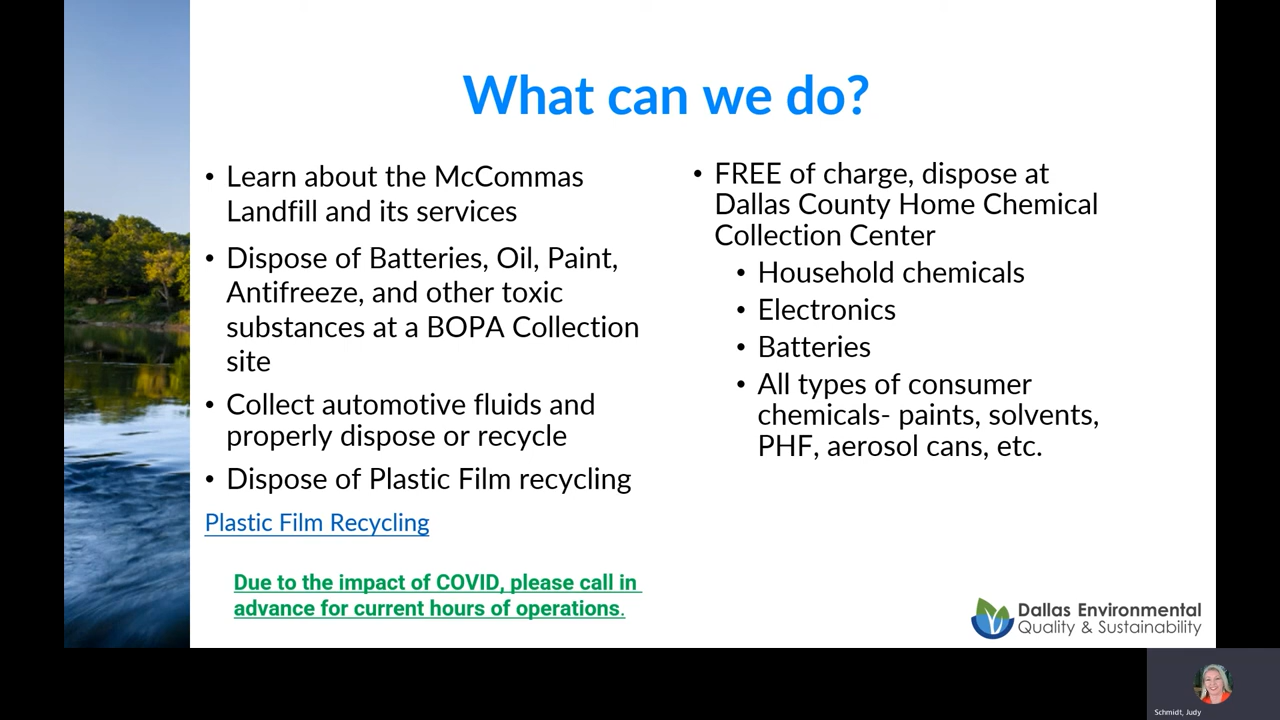 What can we do?
• Learn about the McCommas
Landfill and its services
• Dispose of Batteries, Oil, Paint,
Antifreeze, and other toxic
substances at a BOPA Collection
site
• Collect automotive fluids and
properly dispose or recycle
• Dispose of Plastic Film recycling
Plastic Film Recycling
Due to the impact of COVID, please call in
advance for current hours of operations.
• FREE of charge, dispose at
Dallas County Home Chemical
Collection Center
• Household chemicals
• Electronics
• Batteries
• All types of consumer
chemicals- paints, solvents,
PHF, aerosol cans, etc.
Dallas Environmental
Quality & Sustainability
Schmidt, Judy